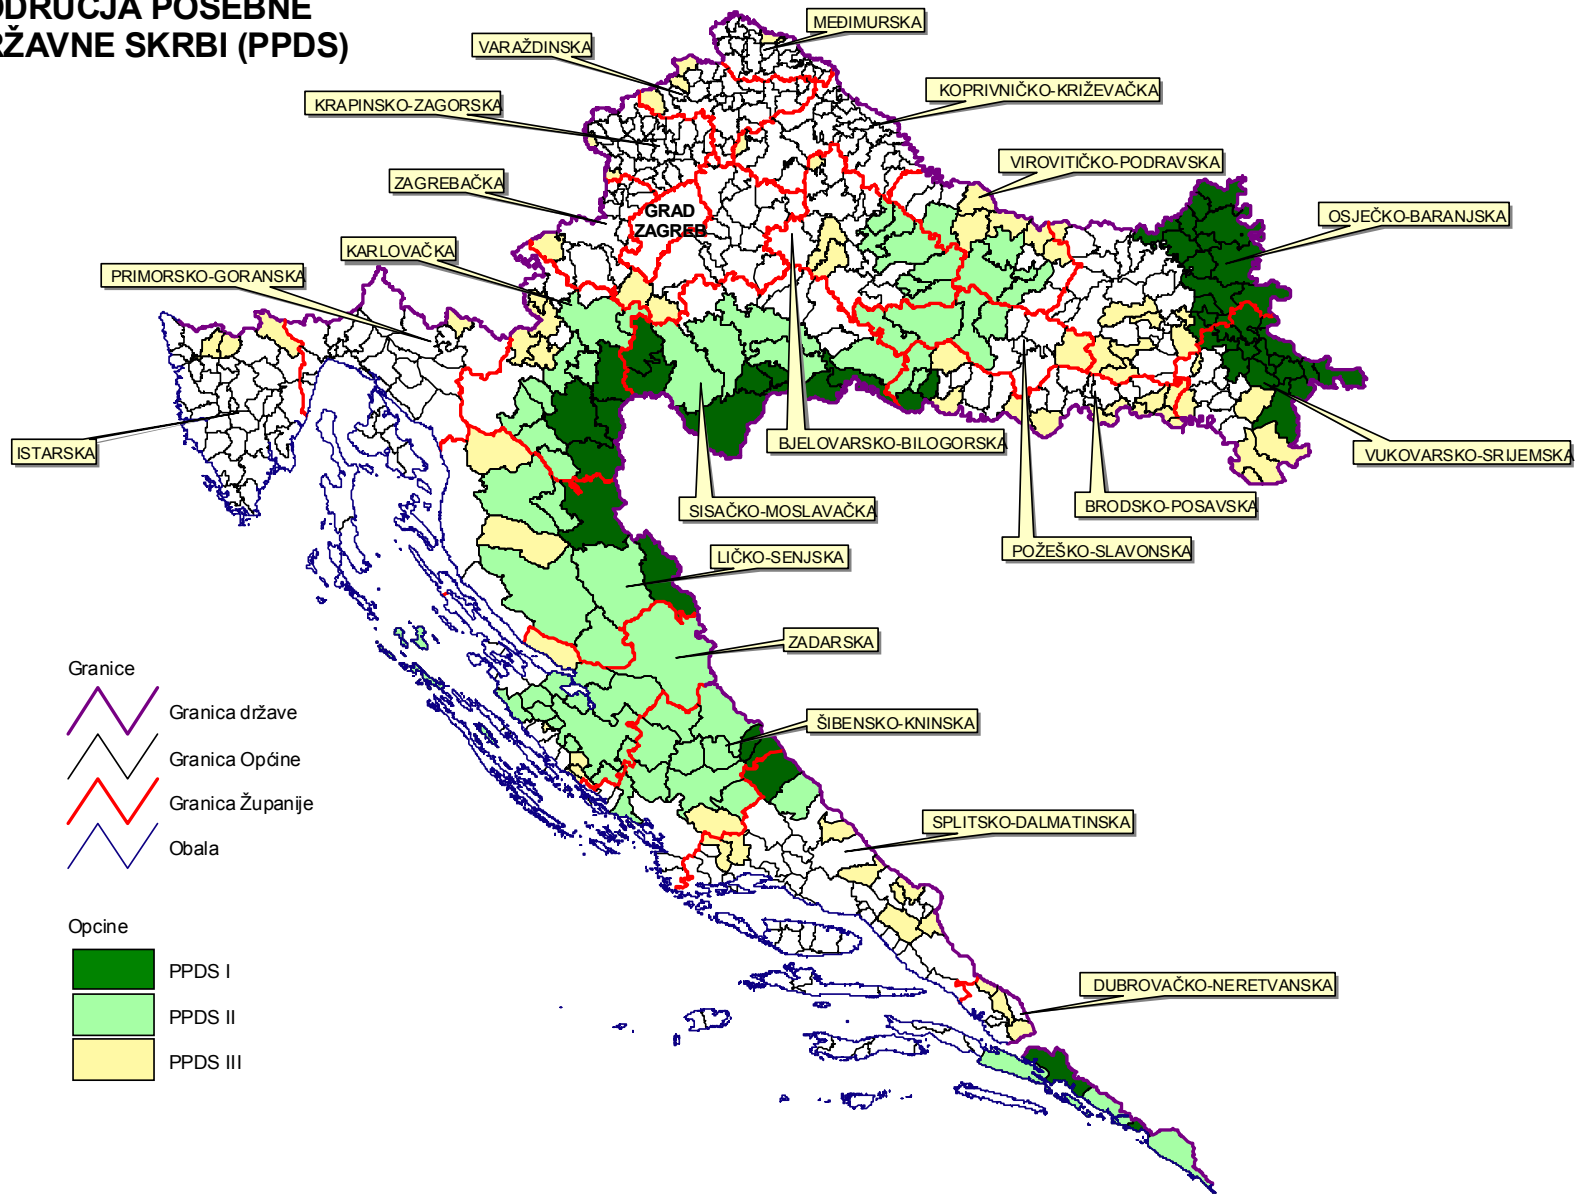 ODRUČJA POSEBNE
RŽAVNE SKRBI (PPDS)
MEĐIMURSKA
VARAŽDINSKA
KOPRIVNIČKO-KRIŽEVAČKA
KRAPINSKO-ZAGORSKA
VIROVITIČKO-PODRAVSKA
ZAGREBAČKA
GRAD
ZAGREB
OSJEČKO-BARANJSKA
KARLOVAČKA
PRIMORSKO-GORANSKA
ISTARSKA
BJELOVARSKO-BILOGORSKA
VUKOVARSKO-SRIJEMSKA
SISAČKO-MOSLAVAČKA
BRODSKO-POSAVSKA
POŽEŠKO-SLAVONSKA
LIČKO-SENJSKA
ZADARSKA
ŠIBENSKO-KNINSKA
SPLITSKO-DALMATINSKA
DUBROVAČKO-NERETVANSKA
Granice
Granica države
Granica Općine
Granica Županije
Obala
Opcine
PPDS I
PPDS II
PPDS III